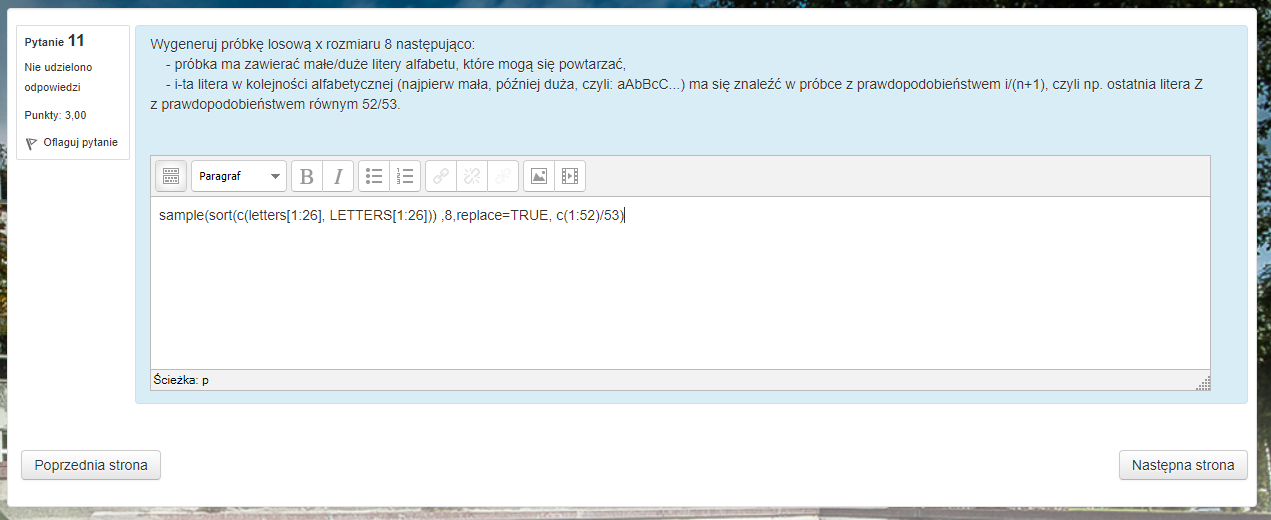 Pytanie 11
Nie udzielono
odpowiedzi
Punkty: 3,00
Oflaguj pytanie
Wygeneruj próbkę losową x rozmiaru 8 następująco:
- próbka ma zawierać małe/duże litery alfabetu, które mogą się powtarzać,
- i-ta litera w kolejności alfabetycznej (najpierw mała, później duża, czyli: aAbBcC...) ma się znaleźć w próbce z prawdopodobieństwem i/(n+1), czyli np. ostatnia litera Z
z prawdopodobieństwem równym 52/53.
Paragraf
B I
sample(sort(c(letters[1:26], LETTERS[1:26])) ,8,replace=TRUE, c(1:52)/53)
Ścieżka: p
Poprzednia strona
Następna strona